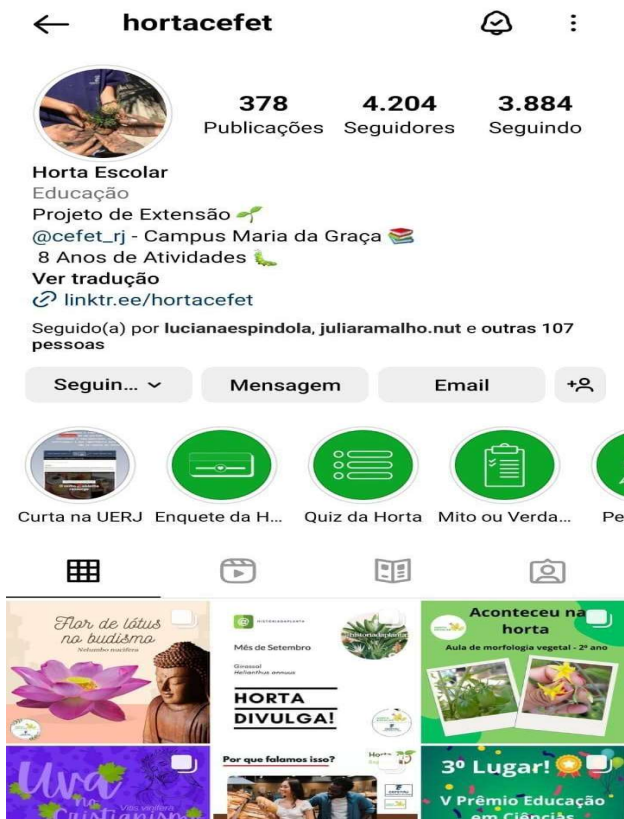 hortacefet
378 4.204 3.884
Publicações Seguidores Seguindo
Horta Escolar
Educação
Projeto de Extensão
@cefet_rj - Campus Maria da Graça
8 Anos de Atividades
Ver tradução
linktr.ee/hortacefet
Seguido(a) por lucianaespindola, juliaramalho.nut e outras 107
pessoas
Seguin... Mensagem Email
Curta na UERJ Enquete da H... Quiz da Horta Mito ou Verda... Pe
Flor de lótus
no budismo
Nelumbo nucifera
Mês de Setembro
Girassol
Helianthus annuus
HORTA
DIVULGA!
Aconteceu na
horta
Aula de morfologia vegetal - 2º ano
Uva
no
Cristianismo
Vitis vinifera
Por que falamos isso?
3º Lugar!
V Prêmio Educação
em Ciências